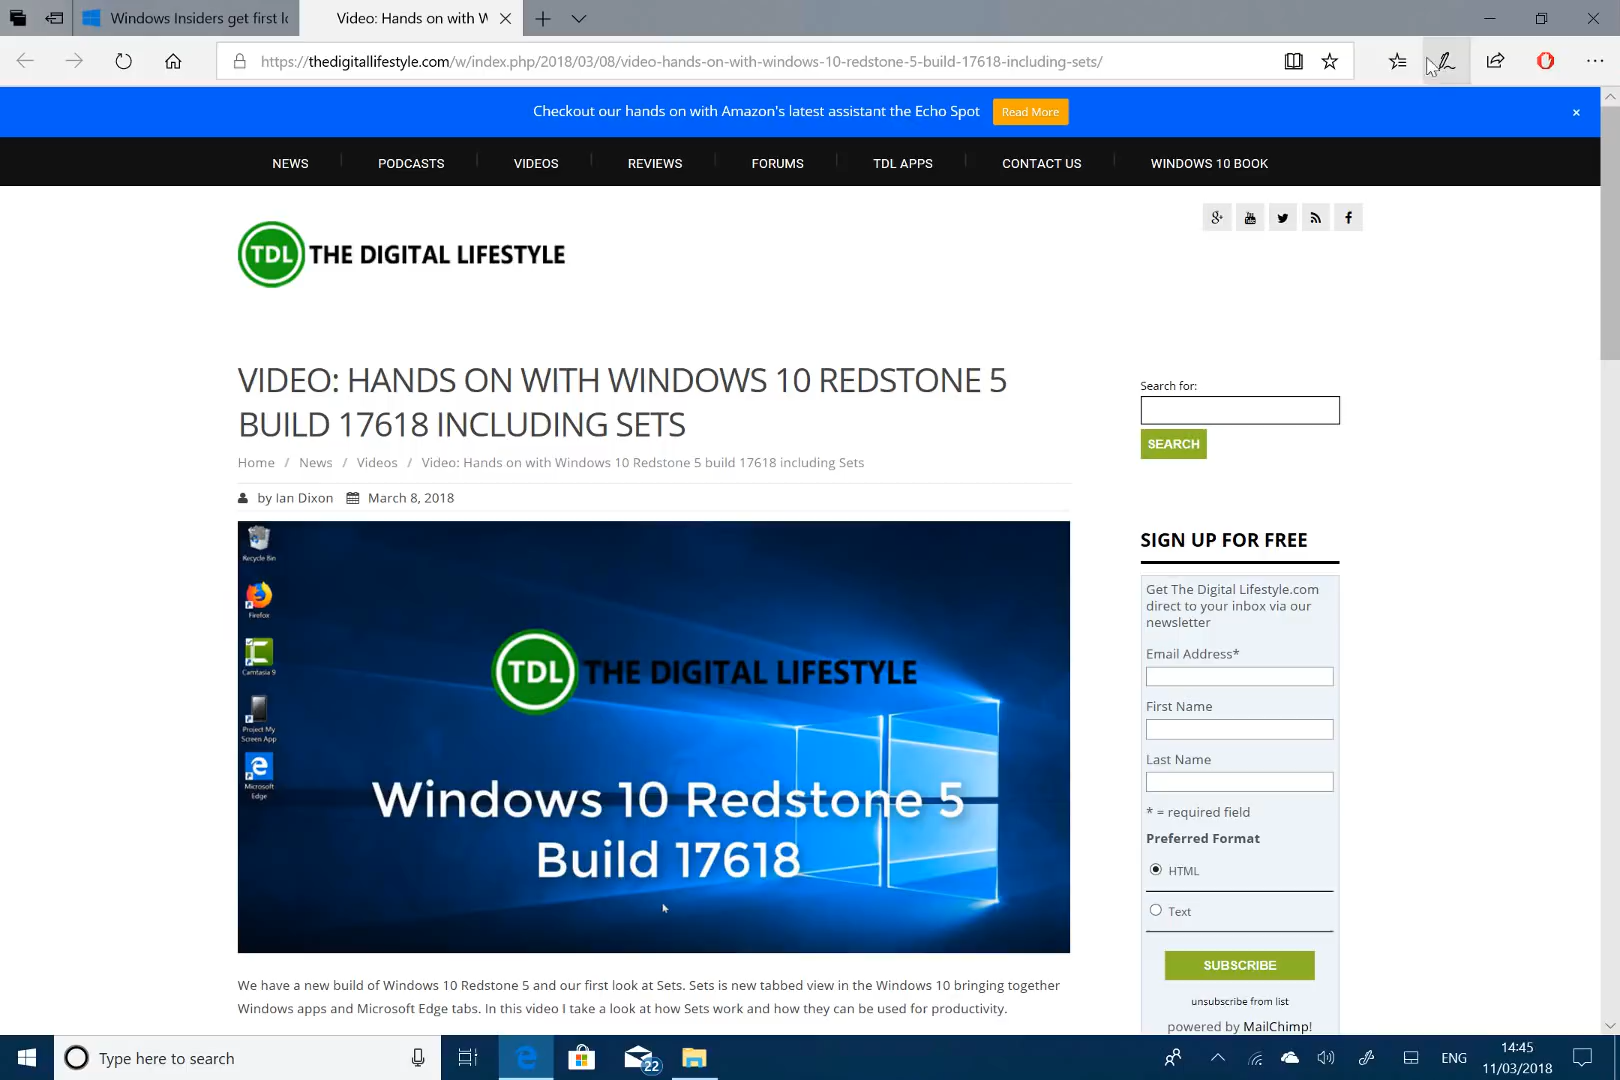 Windows Insiders get first lo
Video: Hands on with W
https://thedigitallifestyle.com/w/index.php/2018/03/08/video-hands-on-with-windows-10-redstone-5-build-17618-including-sets/
Checkout our hands on with Amazon's latest assistant the Echo Spot Read More
NEWS PODCASTS VIDEOS REVIEWS FORUMS TDL APPS CONTACT US WINDOWS 10 BOOK
TDL THE DIGITAL LIFESTYLE
VIDEO: HANDS ON WITH WINDOWS 10 REDSTONE 5
BUILD 17618 INCLUDING SETS
Home / News / Videos / Video: Hands on with Windows 10 Redstone 5 build 17618 including Sets
by Ian Dixon March 8, 2018
Recycle Bin
Firefox
Camtasia 9
Project My
Screen App
Microsoft
Edge
TDL THE DIGITAL LIFESTYLE
Windows 10 Redstone 5
Build 17618
We have a new build of Windows 10 Redstone 5 and our first look at Sets. Sets is new tabbed view in the Windows 10 bringing together
Windows apps and Microsoft Edge tabs. In this video I take a look at how Sets work and how they can be used for productivity.
Search for:
SEARCH
SIGN UP FOR FREE
Get The Digital Lifestyle.com
direct to your inbox via our
newsletter
Email Address*
First Name
Last Name
* = required field
Preferred Format
HTML
Text
SUBSCRIBE
unsubscribe from list
powered by MailChimp!
Type here to search
22
ENG
14:45
11/03/2018